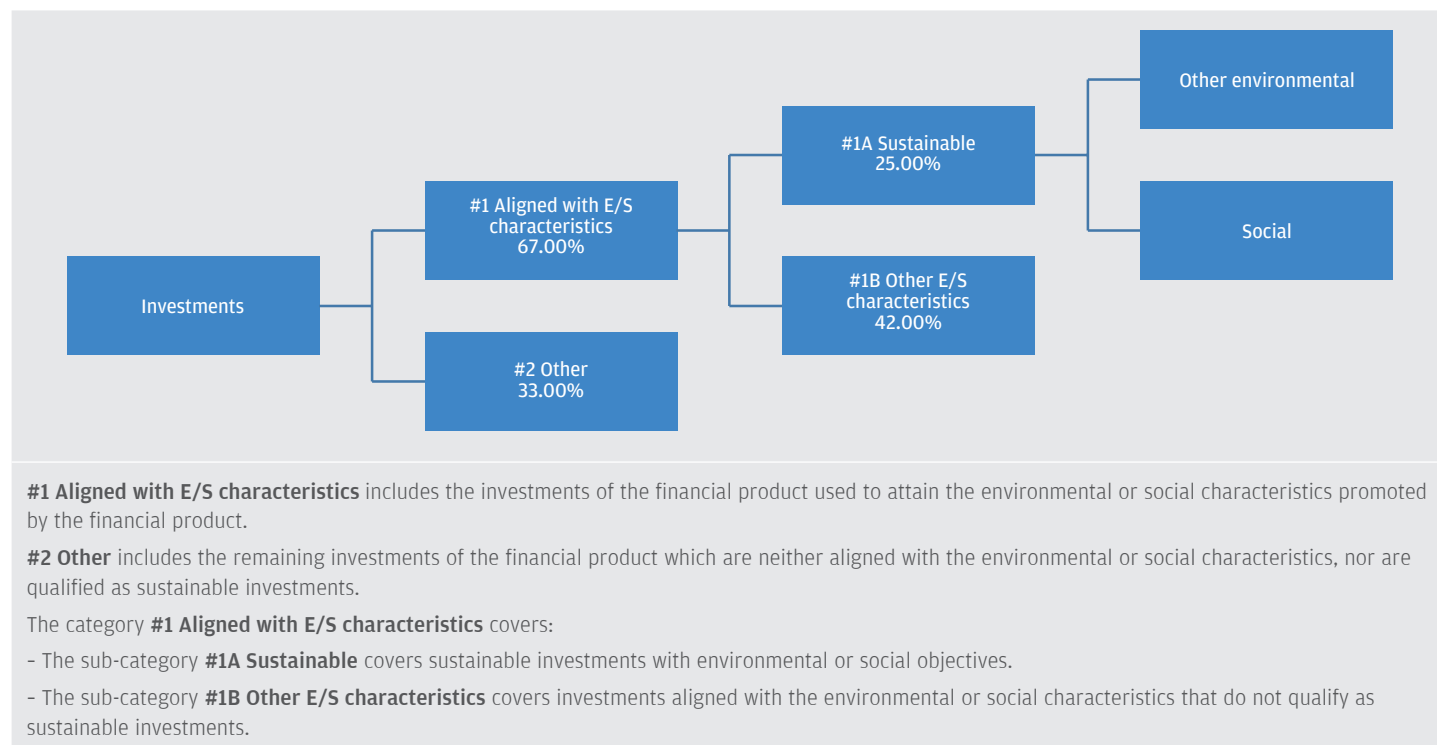 Other environmental
#1A Sustainable
25.00%
#1 Aligned with E/S
characteristics
67.00%
Social
Investments
#1B Other E/S
characteristics
42.00%
#2 Other
33.00%
#1 Aligned with E/S characteristics includes the investments of the financial product used to attain the environmental or social characteristics promoted
by the financial product.
#2 Other includes the remaining investments of the financial product which are neither aligned with the environmental or social characteristics, nor are
qualified as sustainable investments.
The category #1 Aligned with E/S characteristics covers:
– The sub-category #1A Sustainable covers sustainable investments with environmental or social objectives.
– The sub-category #1B Other E/S characteristics covers investments aligned with the environmental or social characteristics that do not qualify as
sustainable investments.